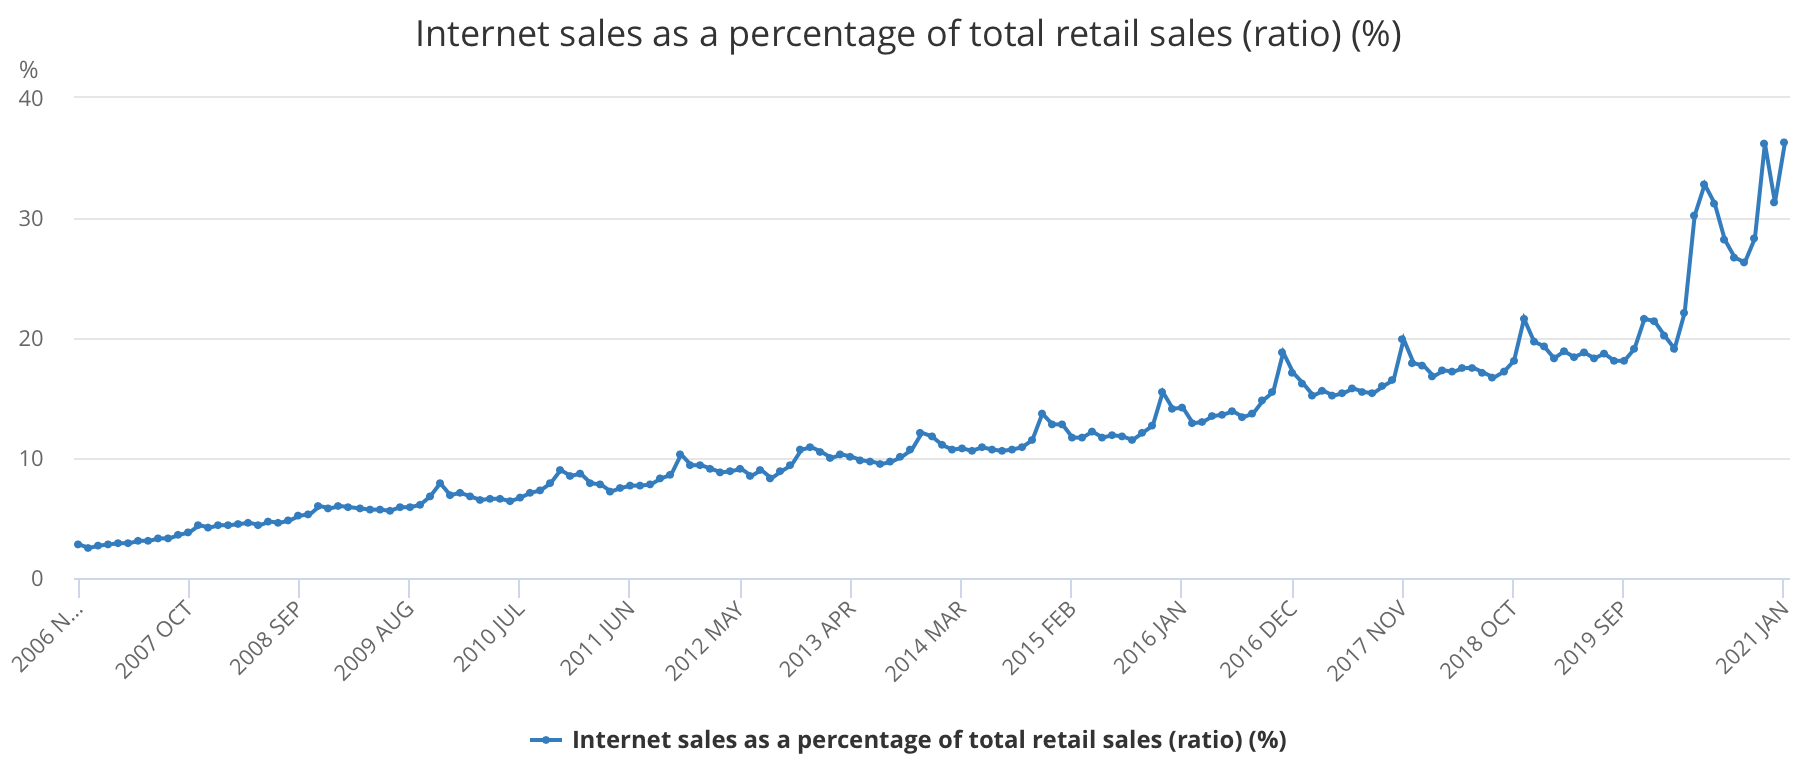 Internet sales as a percentage of total retail sales (ratio) (%)
%
40
30
20
10
0
2006 N...
2007 OCT
2008 SEP
2009 AUG
2010 JUL
2011 JUN
2012 MAY
2013 APR
2014 MAR
2015 FEB
2016 JAN
2016 DEC
2017 NOV
2018 OCT
2019 SEP
2021 JAN
Internet sales as a percentage of total retail sales (ratio) (%)